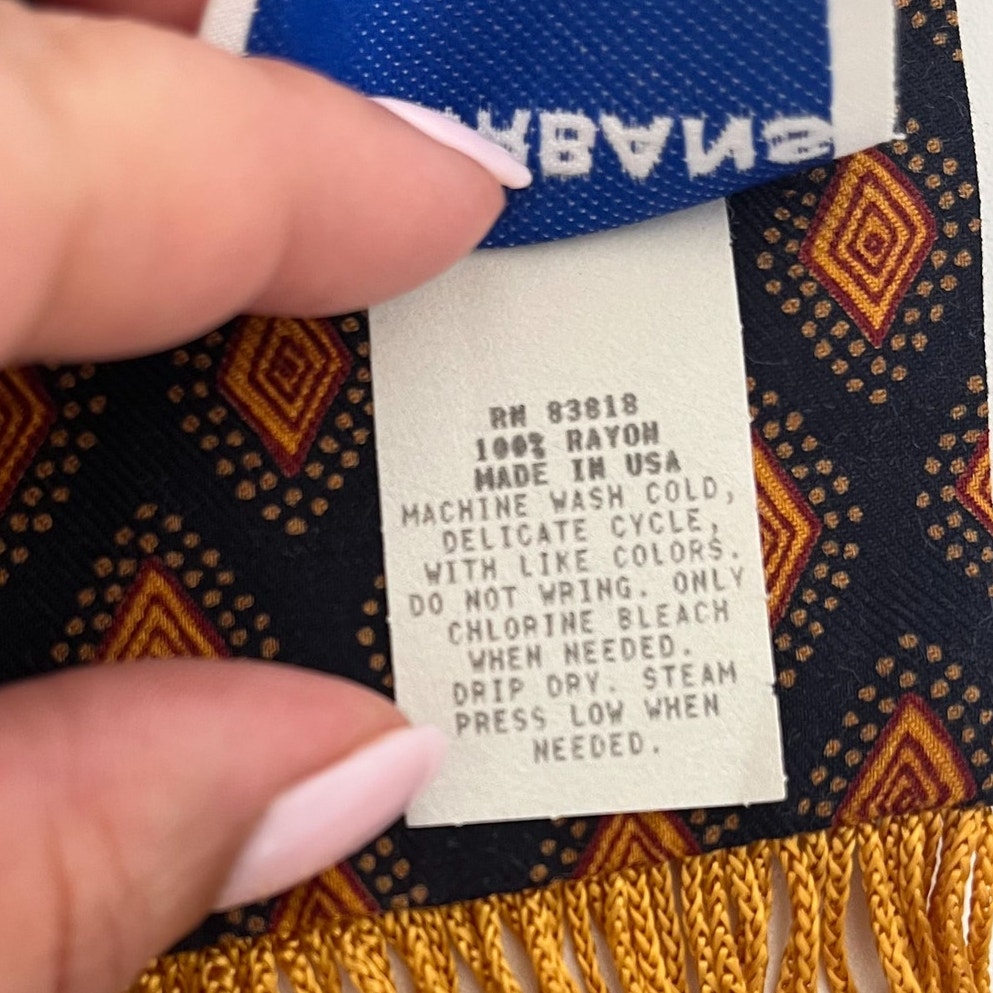 RN 83818
100% RAYON
MADE IN USA
MACHINE WASH COLD,
DELICATE CYCLE,
WITH LIKE COLORS.
DO NOT WRING. ONLY
CHLORINE BLEACH
WHEN NEEDED.
DRIP DRY. STEAM
PRESS LOW WHEN
NEEDED.